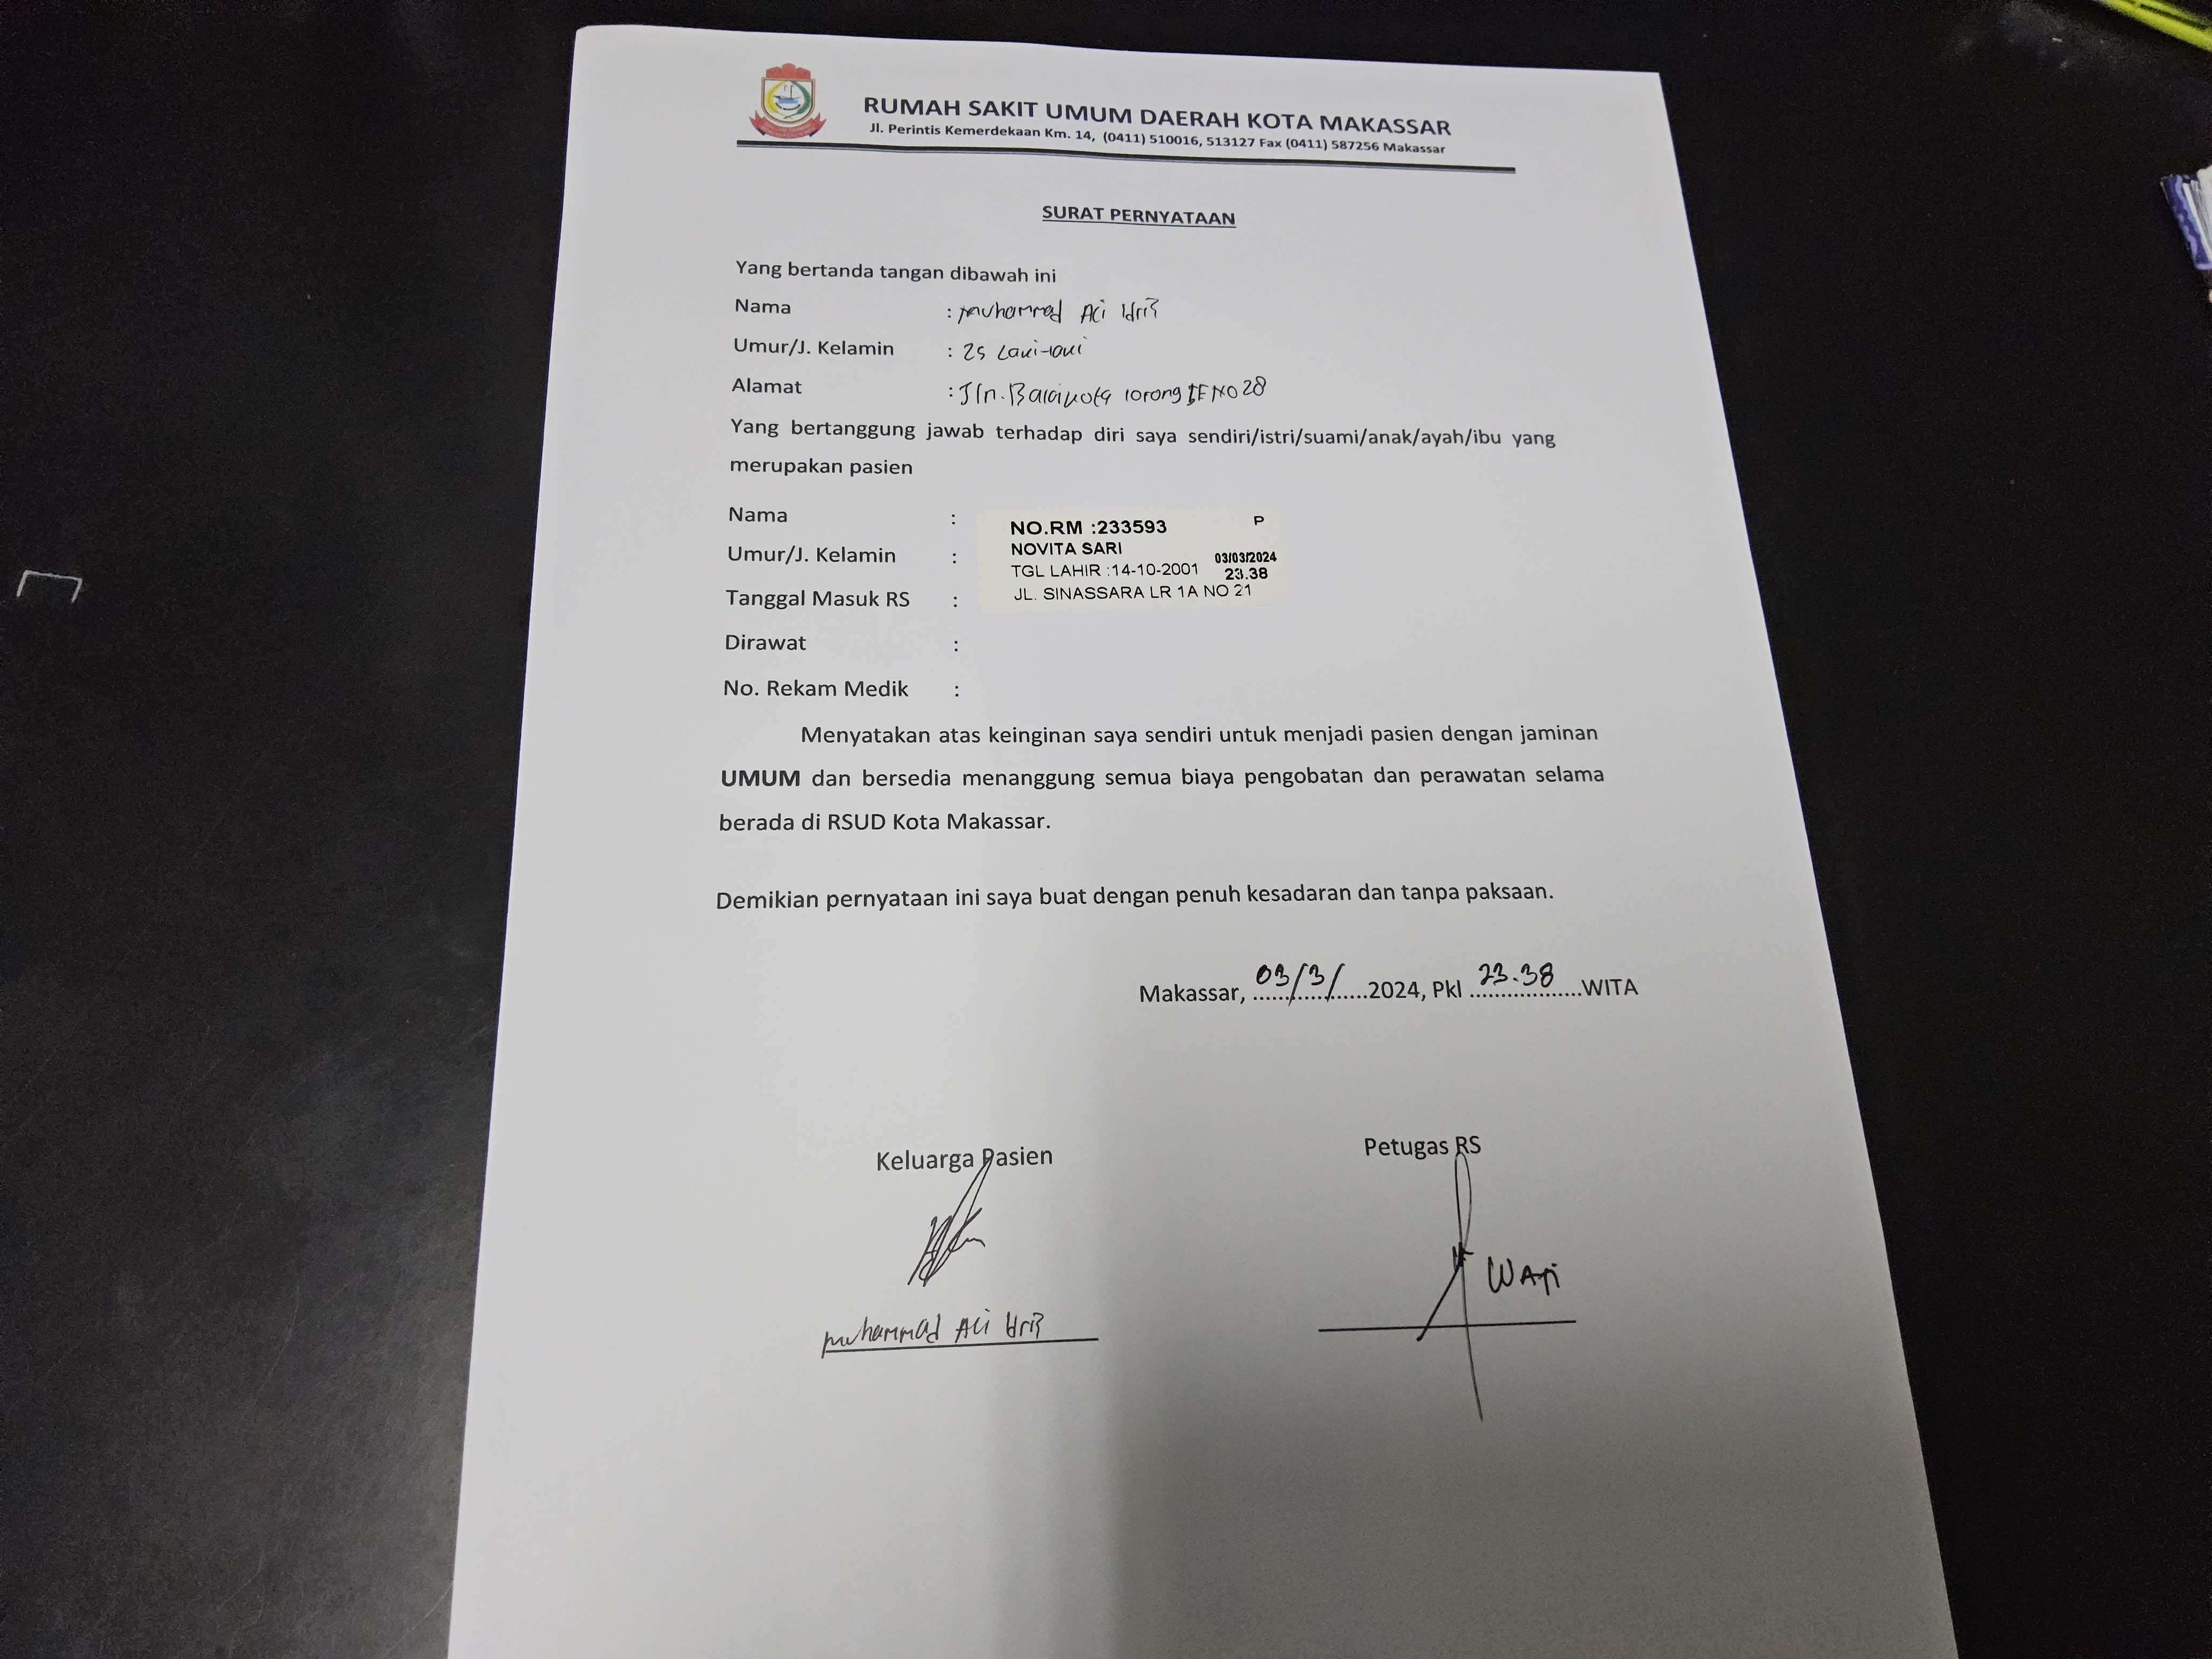 RUMAH SAKIT UMUM DAERAH KOTA MAKASSAR
Jl. Perintis Kemerdekaan Km. 14, (0411) 510016, 513127 Fax (0411) 587256 Makassar
SURAT PERNYATAAN
Yang bertanda tangan dibawah ini
Nama : Muhammad Ali Idris
Umur/J. Kelamin : 25 Laki-laki
Alamat : Jln. Balaikota lorong NO 28
Yang bertanggung jawab terhadap diri saya sendiri/istri/suami/anak/ayah/ibu yang
merupakan pasien
Nama :
NO.RM :233593 P
Umur/J. Kelamin :
NOVITA SARI 03/03/2024
TGL LAHIR :14-10-2001 23.38
Tanggal Masuk RS :
JL. SINASSARA LR 1A NO 21
Dirawat :
No. Rekam Medik :
Menyatakan atas keinginan saya sendiri untuk menjadi pasien dengan jaminan
UMUM dan bersedia menanggung semua biaya pengobatan dan perawatan selama
berada di RSUD Kota Makassar.
Demikian pernyataan ini saya buat dengan penuh kesadaran dan tanpa paksaan.
Makassar, 03/3/ 2024, Pkl 23.38 WITA
Keluarga Pasien Petugas RS
WATI
Muhammad Ali Idris